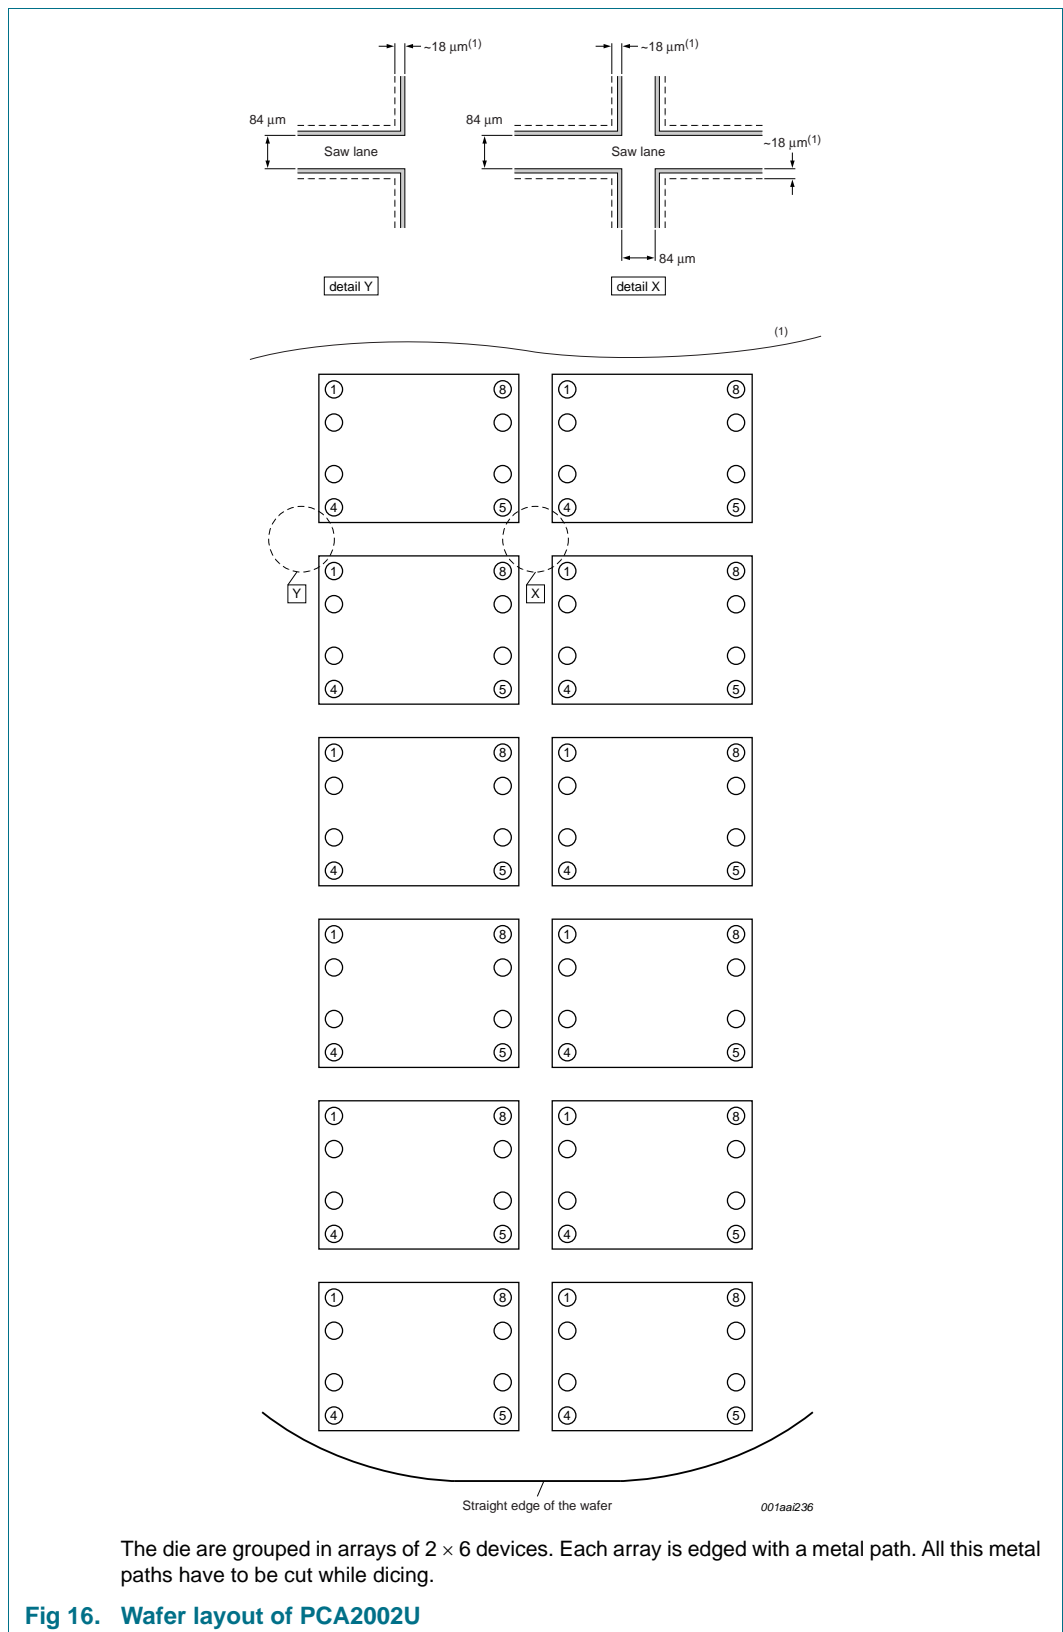 ~18 μm(1) ~18 μm(1)
84 μm 84 μm
~18 μm(1)
Saw lane Saw lane
84 μm
detail Y detail X
(1)
1 8 1 8
4 5 4 5
1 8 1 8
Y X
4 5 4 5
1 8 1 8
4 5 4 5
1 8 1 8
4 5 4 5
1 8 1 8
4 5 4 5
1 8 1 8
4 5 4 5
Straight edge of the wafer 001aai236
The die are grouped in arrays of 2 × 6 devices. Each array is edged with a metal path. All this metal
paths have to be cut while dicing.
Fig 16. Wafer layout of PCA2002U